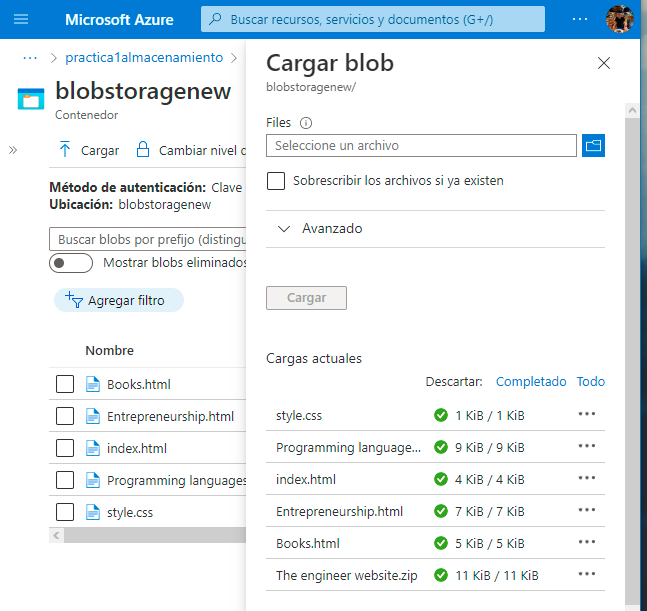 Microsoft Azure
Buscar recursos, servicios y documentos (G+/)
...
... > practica1almacenamiento >
blobstoragenew
Contenedor
Cargar
Cambiar nivel d
Método de autenticación: Clave
Ubicación: blobstoragenew
Buscar blobs por prefijo (distingu
Mostrar blobs eliminados
Agregar filtro
Nombre
Books.html
Entrepreneurship.html
index.html
Programming languages
style.css
Cargar blob
blobstoragenew/
Files
Seleccione un archivo
Sobrescribir los archivos si ya existen
Avanzado
Cargar
Cargas actuales
Descartar: Completado Todo
style.css 1 KiB / 1 KiB ...
Programming language... 9 KiB / 9 KiB ...
index.html 4 KiB / 4 KiB ...
Entrepreneurship.html 7 KiB / 7 KiB ...
Books.html 5 KiB / 5 KiB ...
The engineer website.zip 11 KiB / 11 KiB ...